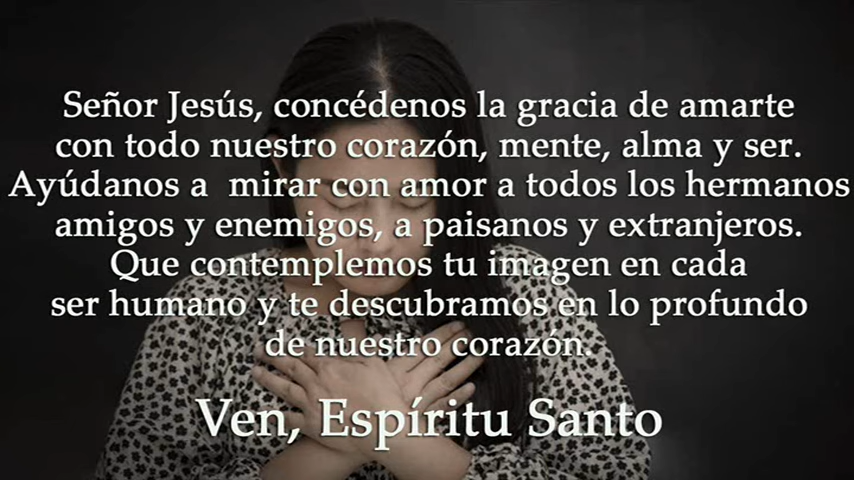 Señor Jesús, concédenos la gracia de amarte
con todo nuestro corazón, mente, alma y ser.
Ayúdanos a mirar con amor a todos los hermanos
amigos y enemigos, a paisanos y extranjeros.
Que contemplemos tu imagen en cada
ser humano y te descubramos en lo profundo
de nuestro corazón.
Ven, Espíritu Santo